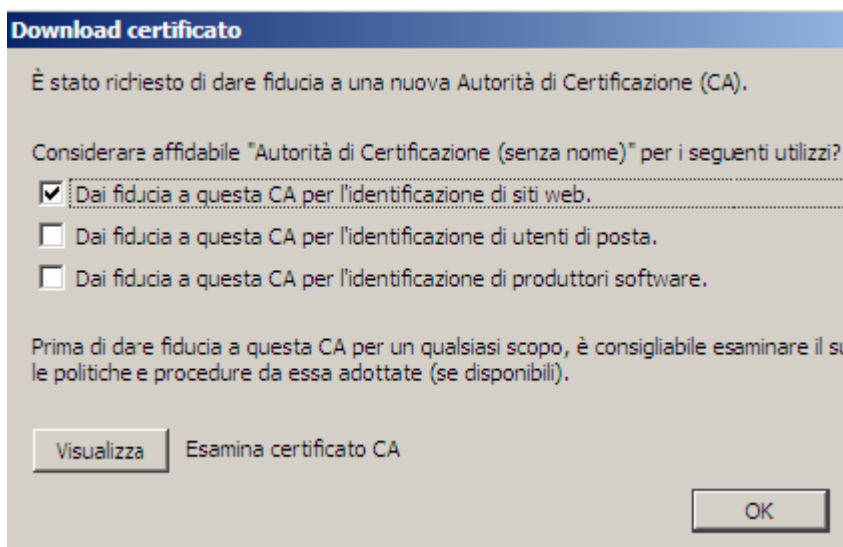 Download certificato
È stato richiesto di dare fiducia a una nuova Autorità di Certificazione (CA).
Considerare affidabile "Autorità di Certificazione (senza nome)" per i seguenti utilizzi?
Dai fiducia a questa CA per l'identificazione di siti web.
Dai fiducia a questa CA per l'identificazione di utenti di posta.
Dai fiducia a questa CA per l'identificazione di produttori software.
Prima di dare fiducia a questa CA per un qualsiasi scopo, è consigliabile esaminare il
le politiche e procedure da essa adottate (se disponibili).
Visualizza Esamina certificato CA
OK